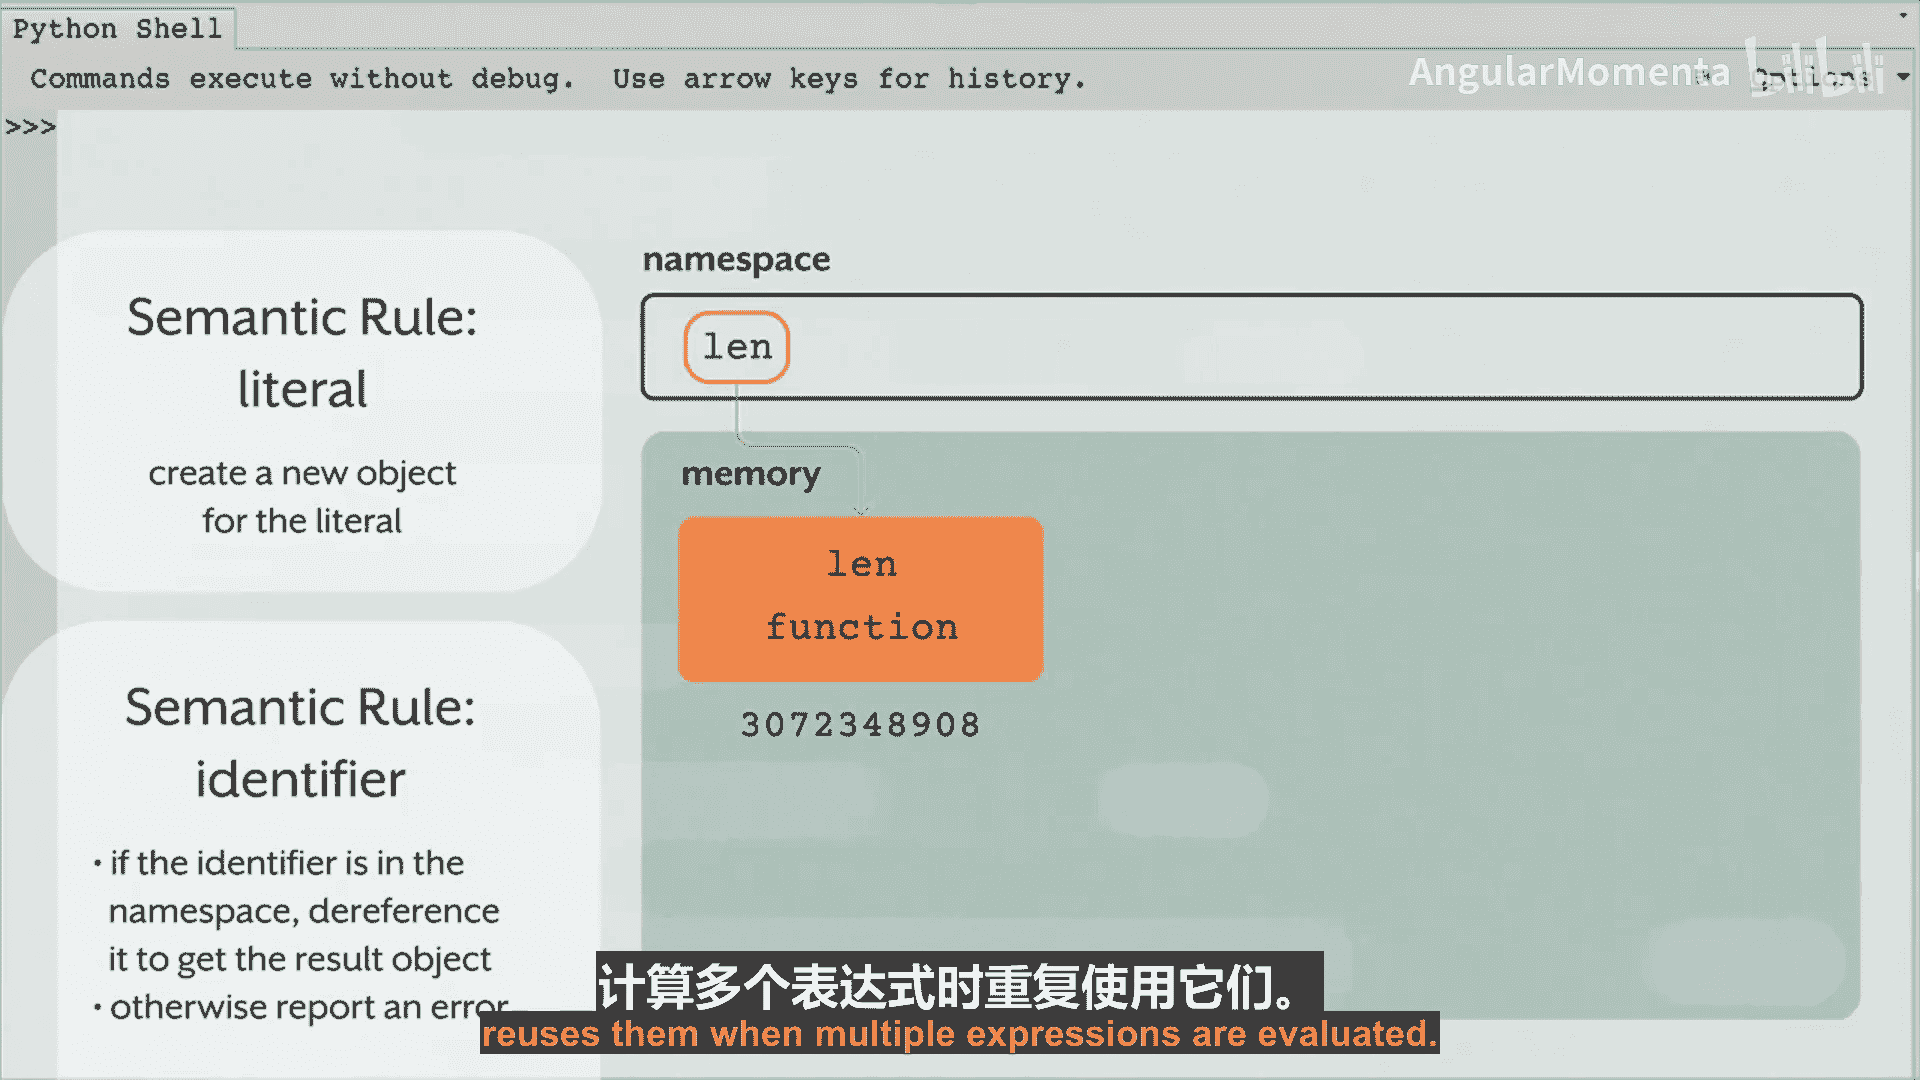 Python Shell
Commands execute without debug. Use arrow keys for history.
AngularMomenta
bilibili
Options
>>>
Semantic Rule:
literal
create a new object
for the literal
Semantic Rule:
identifier
• if the identifier is in the
namespace, dereference
it to get the result object
• otherwise report an error
namespace
len
memory
len
function
3072348908
计算多个表达式时重复使用它们。
reuses them when multiple expressions are evaluated.